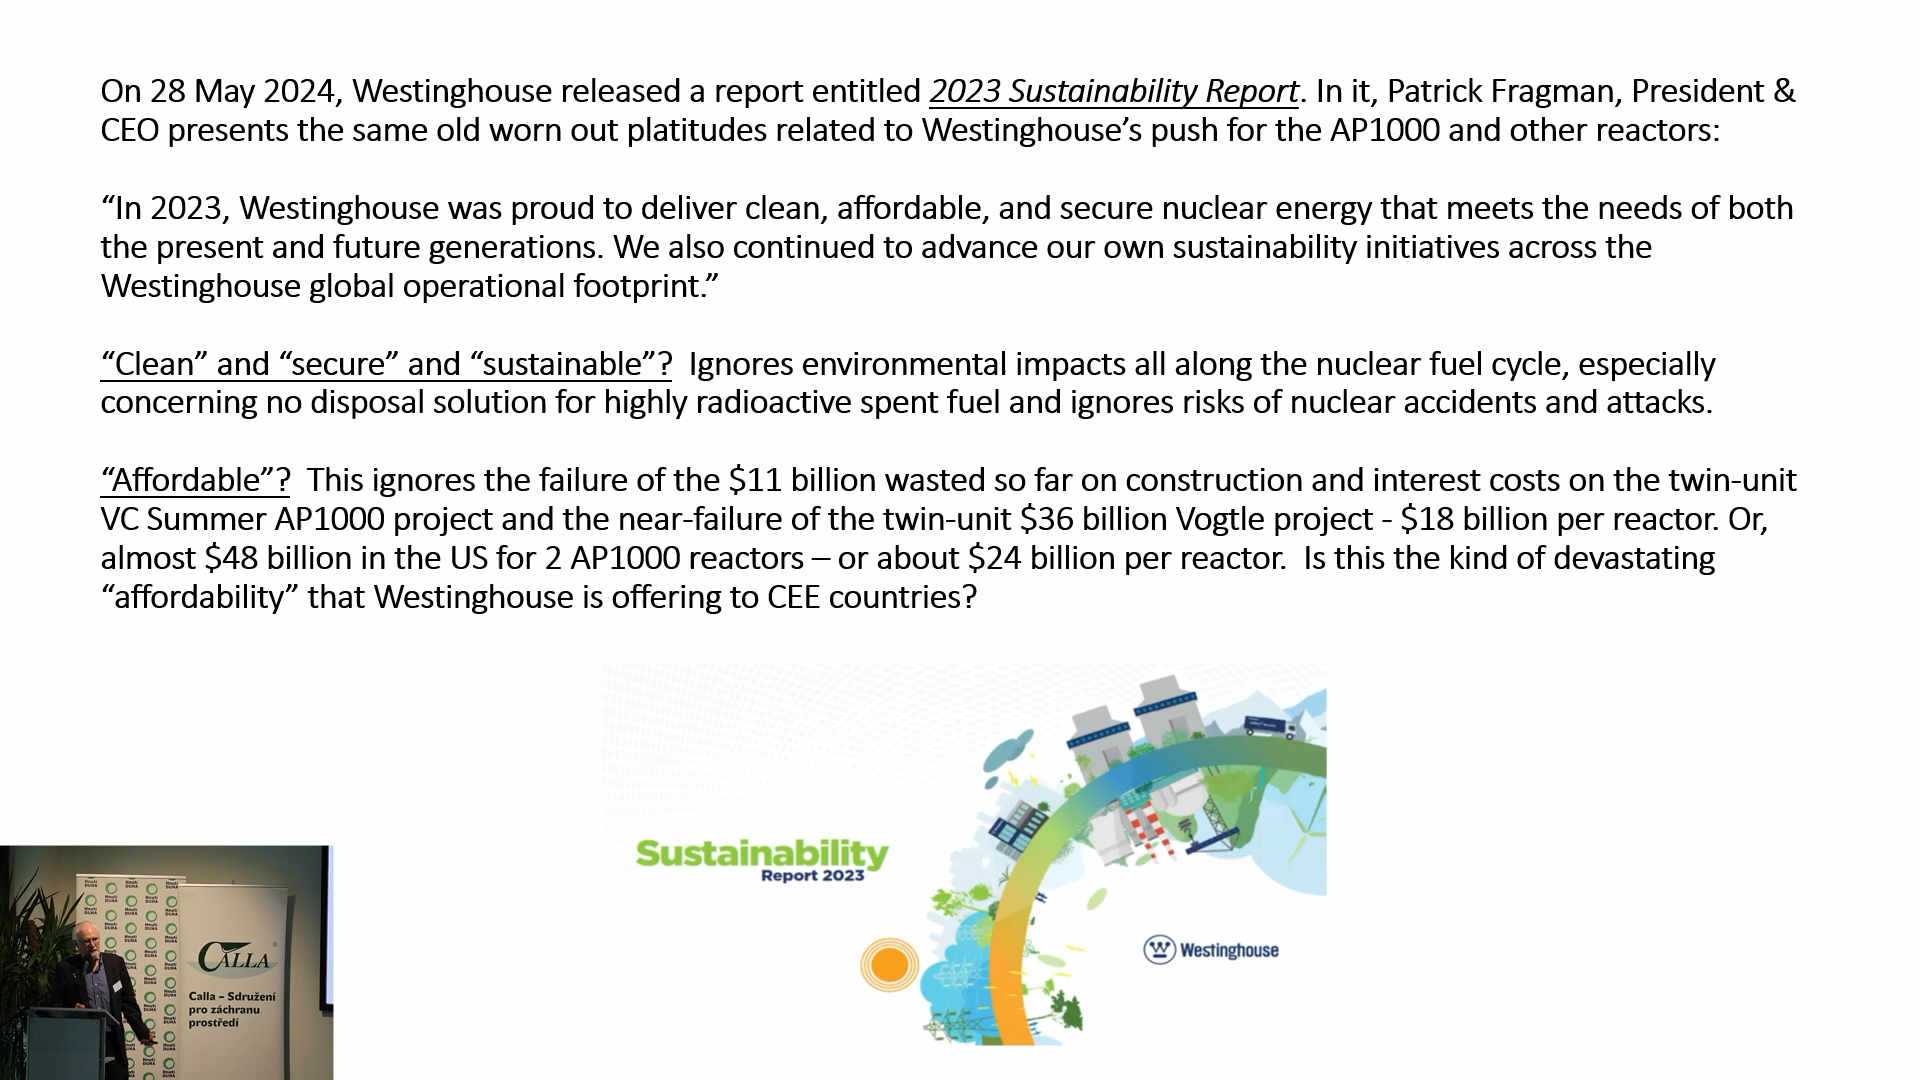 On 28 May 2024, Westinghouse released a report entitled 2023 Sustainability Report. In it, Patrick Fragman, President &
CEO presents the same old worn out platitudes related to Westinghouse’s push for the AP1000 and other reactors:
“In 2023, Westinghouse was proud to deliver clean, affordable, and secure nuclear energy that meets the needs of both
the present and future generations. We also continued to advance our own sustainability initiatives across the
Westinghouse global operational footprint.”
“Clean” and “secure” and “sustainable”?  Ignores environmental impacts all along the nuclear fuel cycle, especially
concerning no disposal solution for highly radioactive spent fuel and ignores risks of nuclear accidents and attacks.
“Affordable”?  This ignores the failure of the $11 billion wasted so far on construction and interest costs on the twin-unit
VC Summer AP1000 project and the near-failure of the twin-unit $36 billion Vogtle project - $18 billion per reactor. Or,
almost $48 billion in the US for 2 AP1000 reactors – or about $24 billion per reactor.  Is this the kind of devastating
“affordability” that Westinghouse is offering to CEE countries?
Sustainability
Report 2023
Westinghouse
Hnutí
DUHA
CALLA
Calla – Sdružení
pro záchranu
prostředí